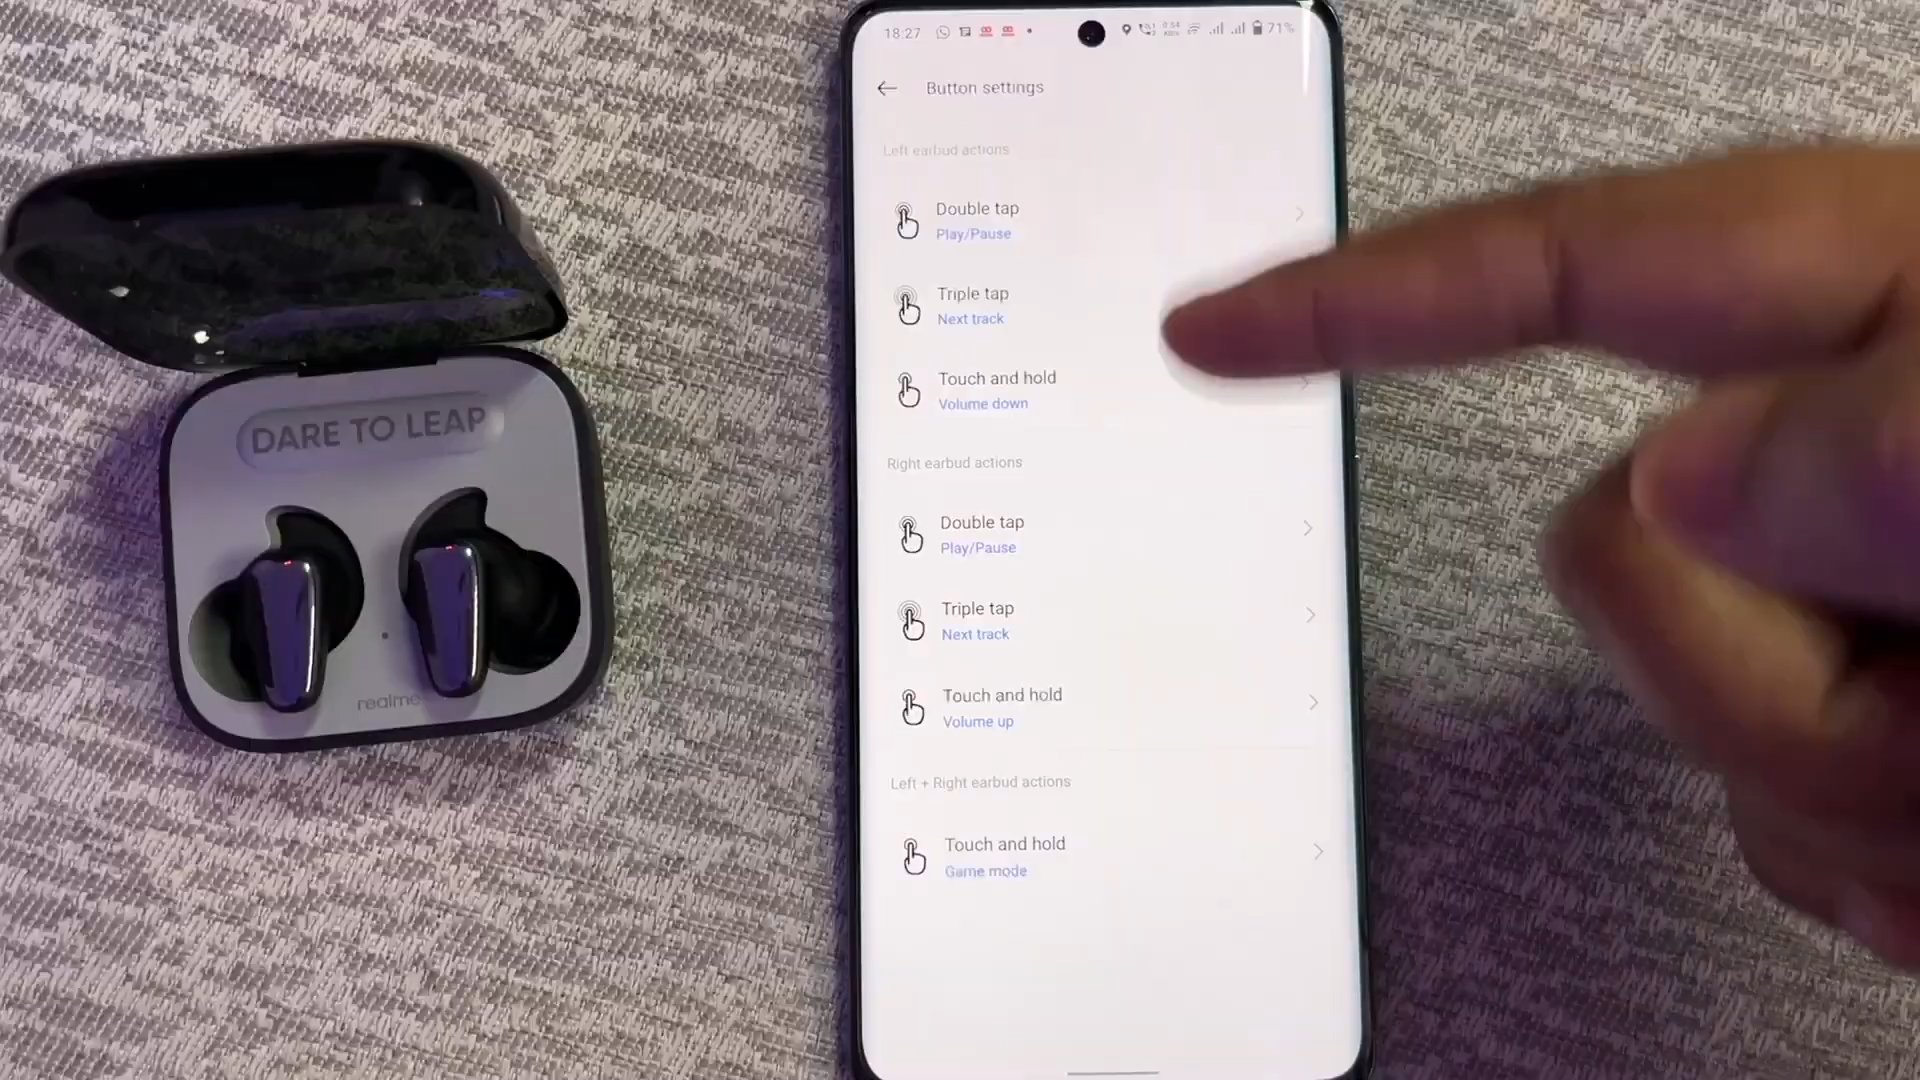 DARE TO LEAP
realme
18:27
71%
Button settings
Left earbud actions
Double tap
Play/Pause
Triple tap
Next track
Touch and hold
Volume down
Right earbud actions
Double tap
Play/Pause
Triple tap
Next track
Touch and hold
Volume up
Left + Right earbud actions
Touch and hold
Game mode